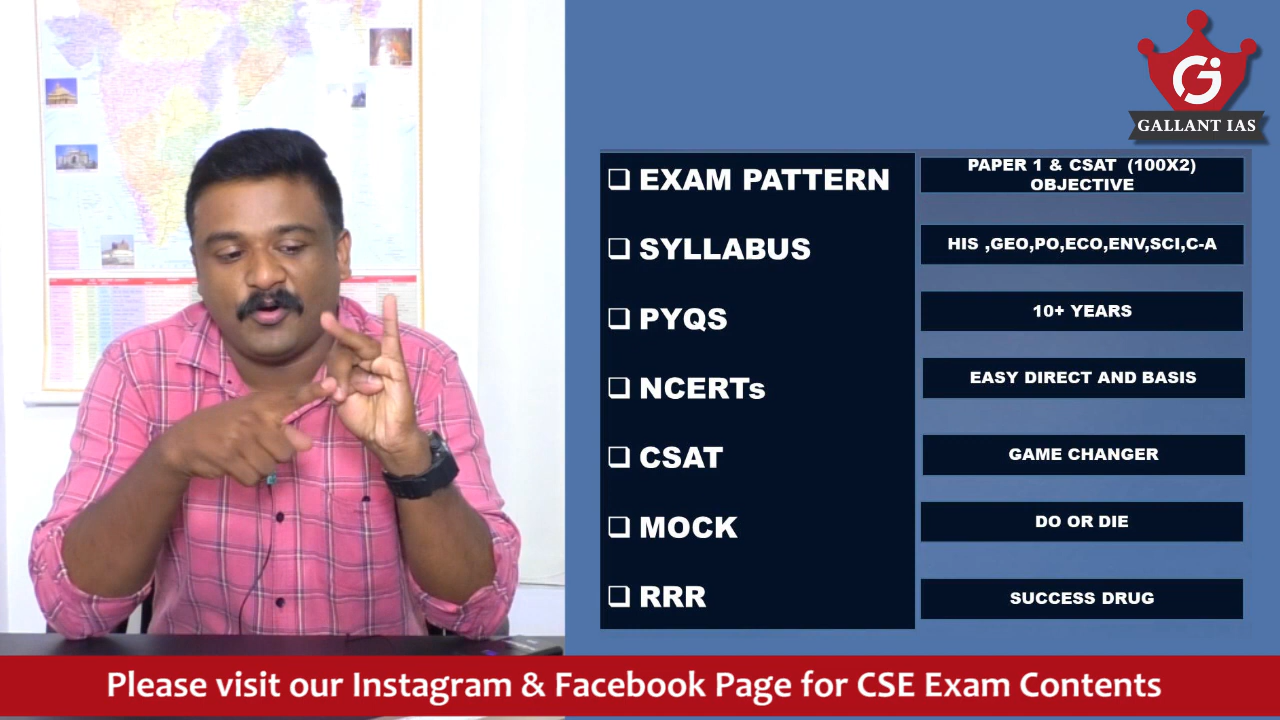 GALLANT IAS
❑ EXAM PATTERN
PAPER 1 & CSAT (100X2)
OBJECTIVE
❑ SYLLABUS
HIS ,GEO,PO,ECO,ENV,SCI,C-A
❑ PYQS
10+ YEARS
❑ NCERTs
EASY DIRECT AND BASIS
❑ CSAT
GAME CHANGER
❑ MOCK
DO OR DIE
❑ RRR
SUCCESS DRUG
Please visit our Instagram & Facebook Page for CSE Exam Contents